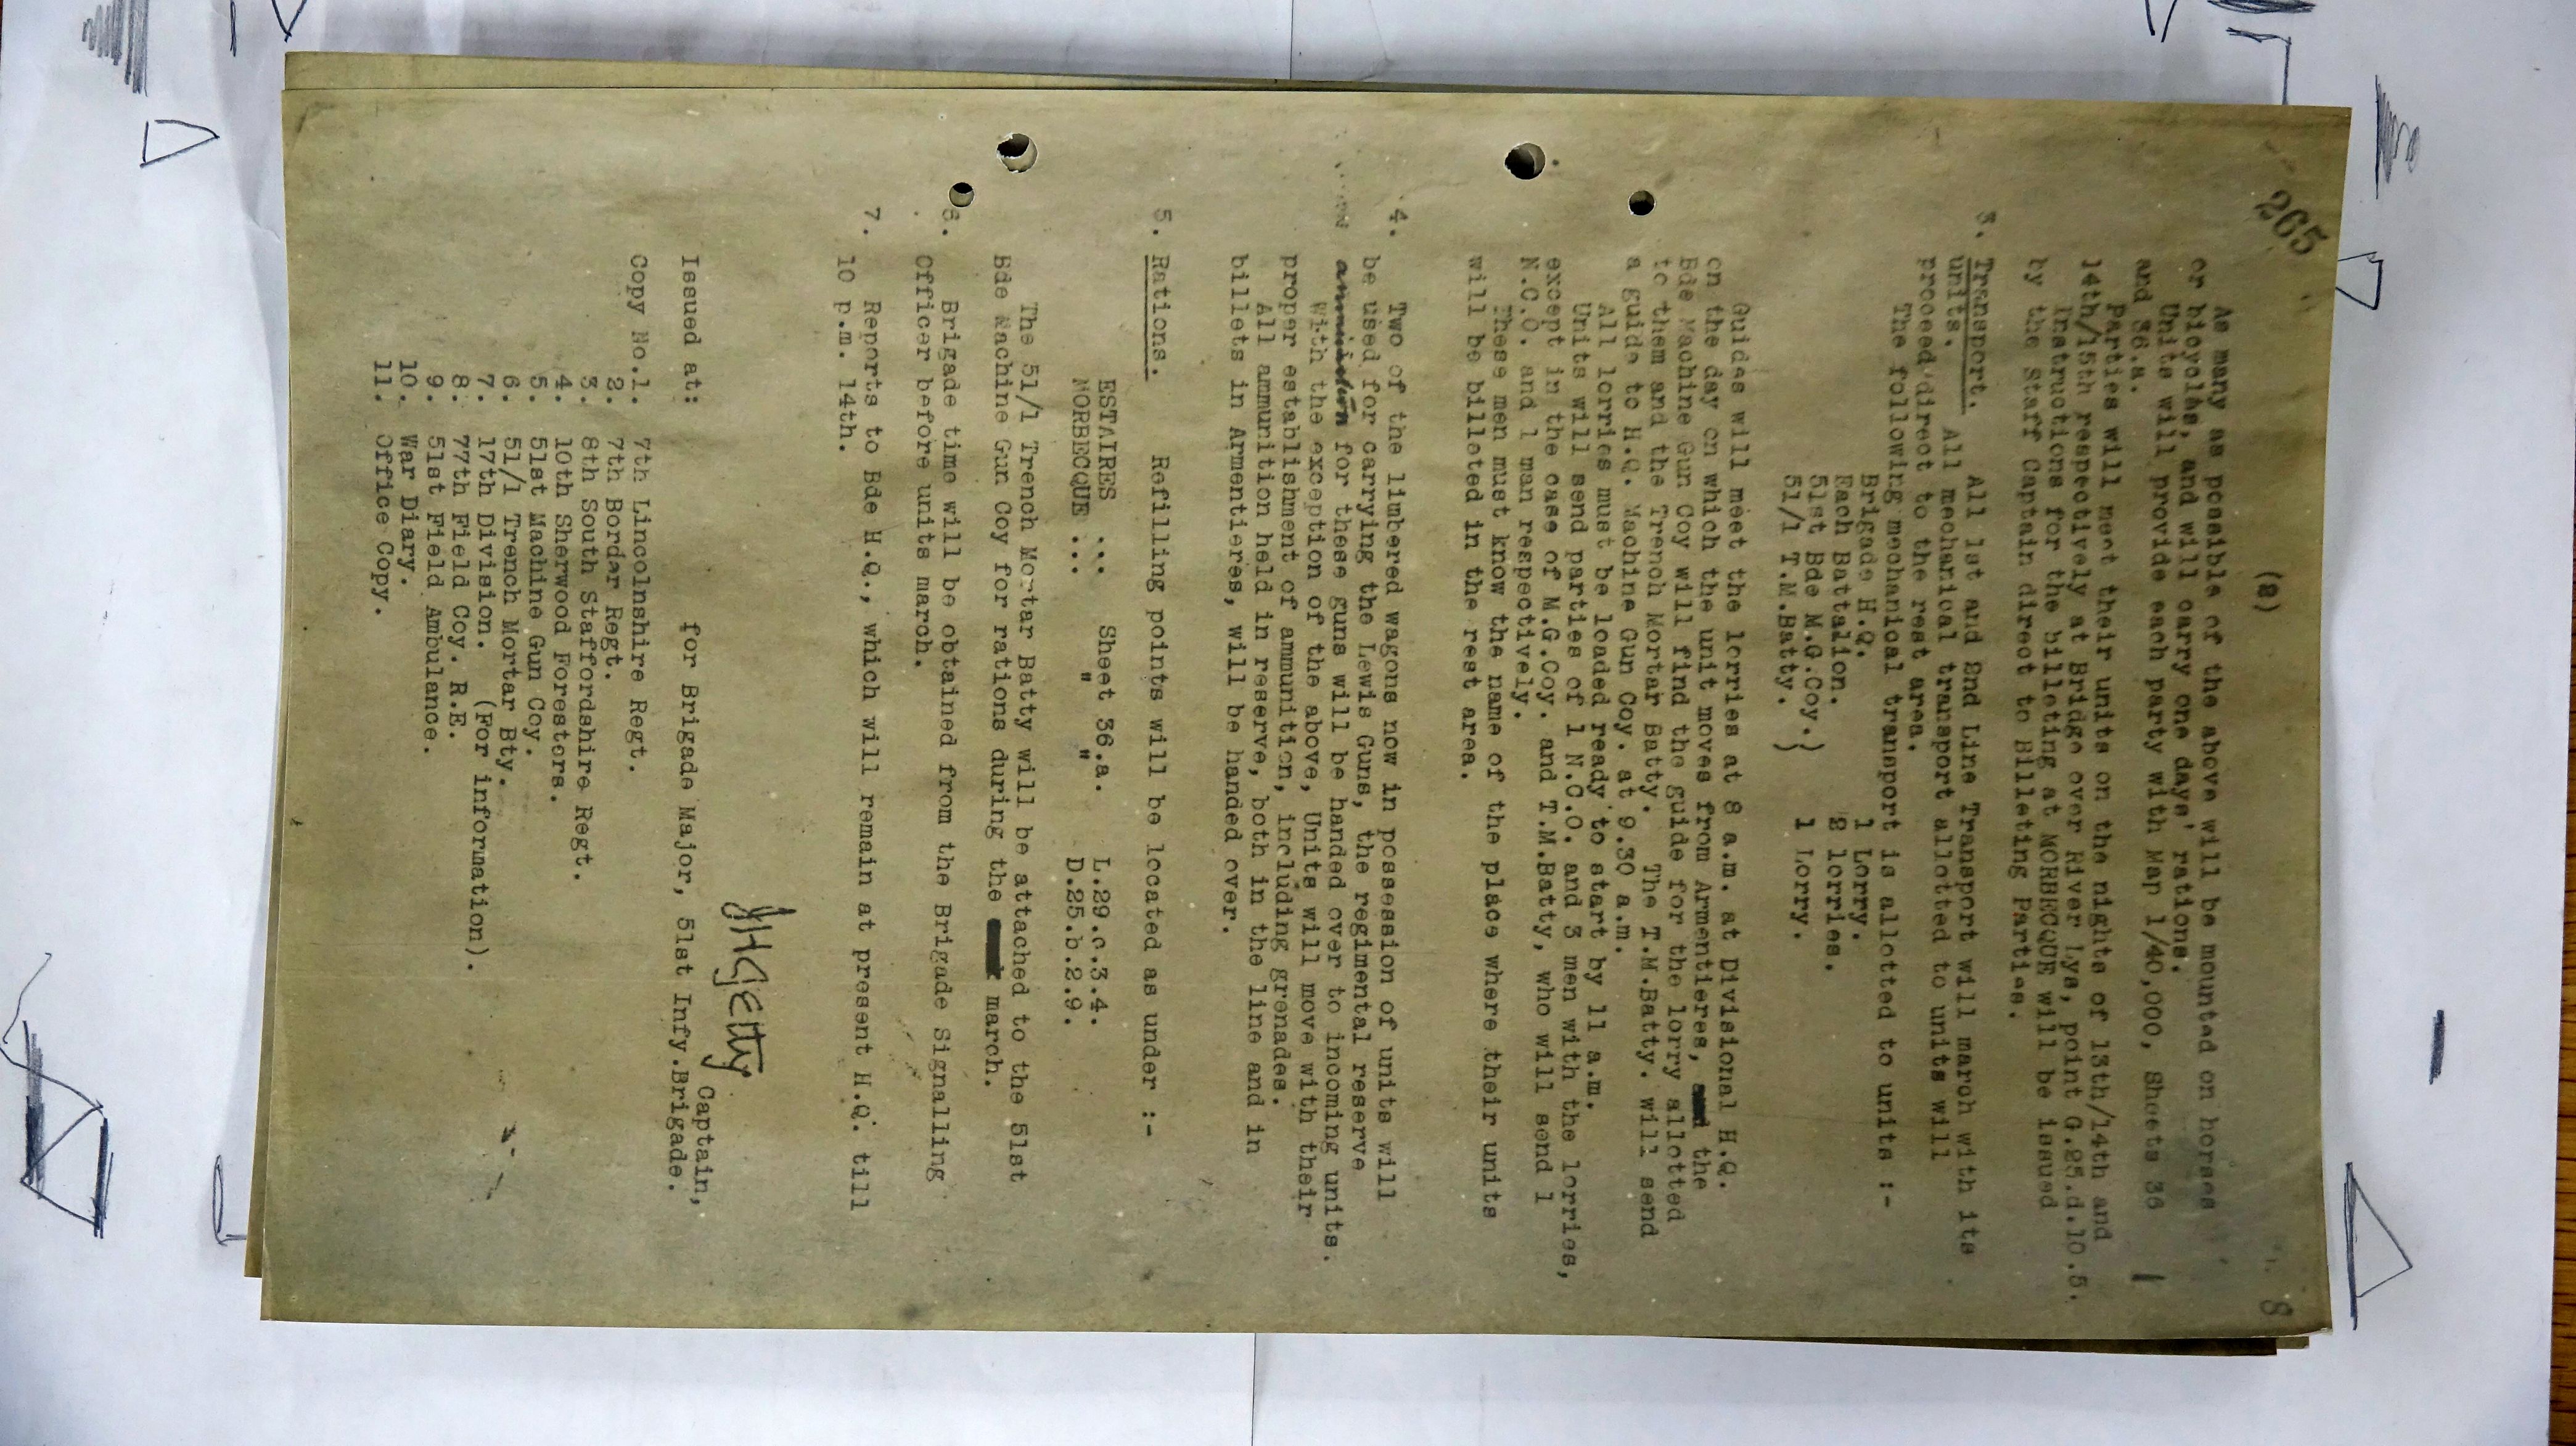 265
(2)
8
As many as possible of the above will be mounted on horses
or bicycles, and will carry one days' rations.
Units will provide each party with Map 1/40,000, Sheets 36
and 36.a.
Parties will meet their units on the nights of 13th/14th and
14th/15th respectively at Bridge over River Lys, point G.25.d.10.5.
Instructions for the billeting at MORBECQUE will be issued
by the Staff Captain direct to Billeting Parties.
3. Transport. All 1st and 2nd Line Transport will march with its
units. All mechanical transport allotted to units will
proceed direct to the rest area.
The following mechanical transport is allotted to units :-
Brigade H.Q. 1 Lorry.
Each Battalion. 2 lorries.
51st Bde M.G.Coy.)
51/1 T.M.Batty. ) 1 Lorry.
Guides will meet the lorries at 8 a.m. at Divisional H.Q.
on the day on which the unit moves from Armentieres, the
Bde Machine Gun Coy will find the guide for the lorry allotted
to them and the Trench Mortar Batty. The T.M.Batty. will send
a guide to H.Q. Machine Gun Coy. at 9.30 a.m.
All lorries must be loaded ready to start by 11 a.m.
Units will send parties of 1 N.C.O. and 3 men with the lorries,
except in the case of M.G.Coy. and T.M.Batty, who will send 1
N.C.O. and 1 man respectively.
These men must know the name of the place where their units
will be billeted in the rest area.
4. Two of the limbered wagons now in possession of units will
be used for carrying the Lewis Guns, the regimental reserve
ammunition for these guns will be handed over to incoming units.
With the exception of the above, Units will move with their
proper establishment of ammunition, including grenades.
All ammunition held in reserve, both in the line and in
billets in Armentieres, will be handed over.
5. Rations. Refilling points will be located as under :-
ESTAIRES ... Sheet 36.a. L.29.c.3.4.
MORBECQUE ... " " D.25.b.2.9.
The 51/1 Trench Mortar Batty will be attached to the 51st
Bde Machine Gun Coy for rations during the march.
6. Brigade time will be obtained from the Brigade Signalling
Officer before units march.
7. Reports to Bde H.Q., which will remain at present H.Q. till
10 p.m. 14th.
JHGetty
Captain,
Issued at: for Brigade Major, 51st Infy.Brigade.
Copy No.1. 7th Lincolnshire Regt.
2. 7th Border Regt.
3. 8th South Staffordshire Regt.
4. 10th Sherwood Foresters.
5. 51st Machine Gun Coy.
6. 51/1 Trench Mortar Bty.
7. 17th Division. (For information).
8. 77th Field Coy. R.E.
9. 51st Field Ambulance.
10. War Diary.
11. Office Copy.